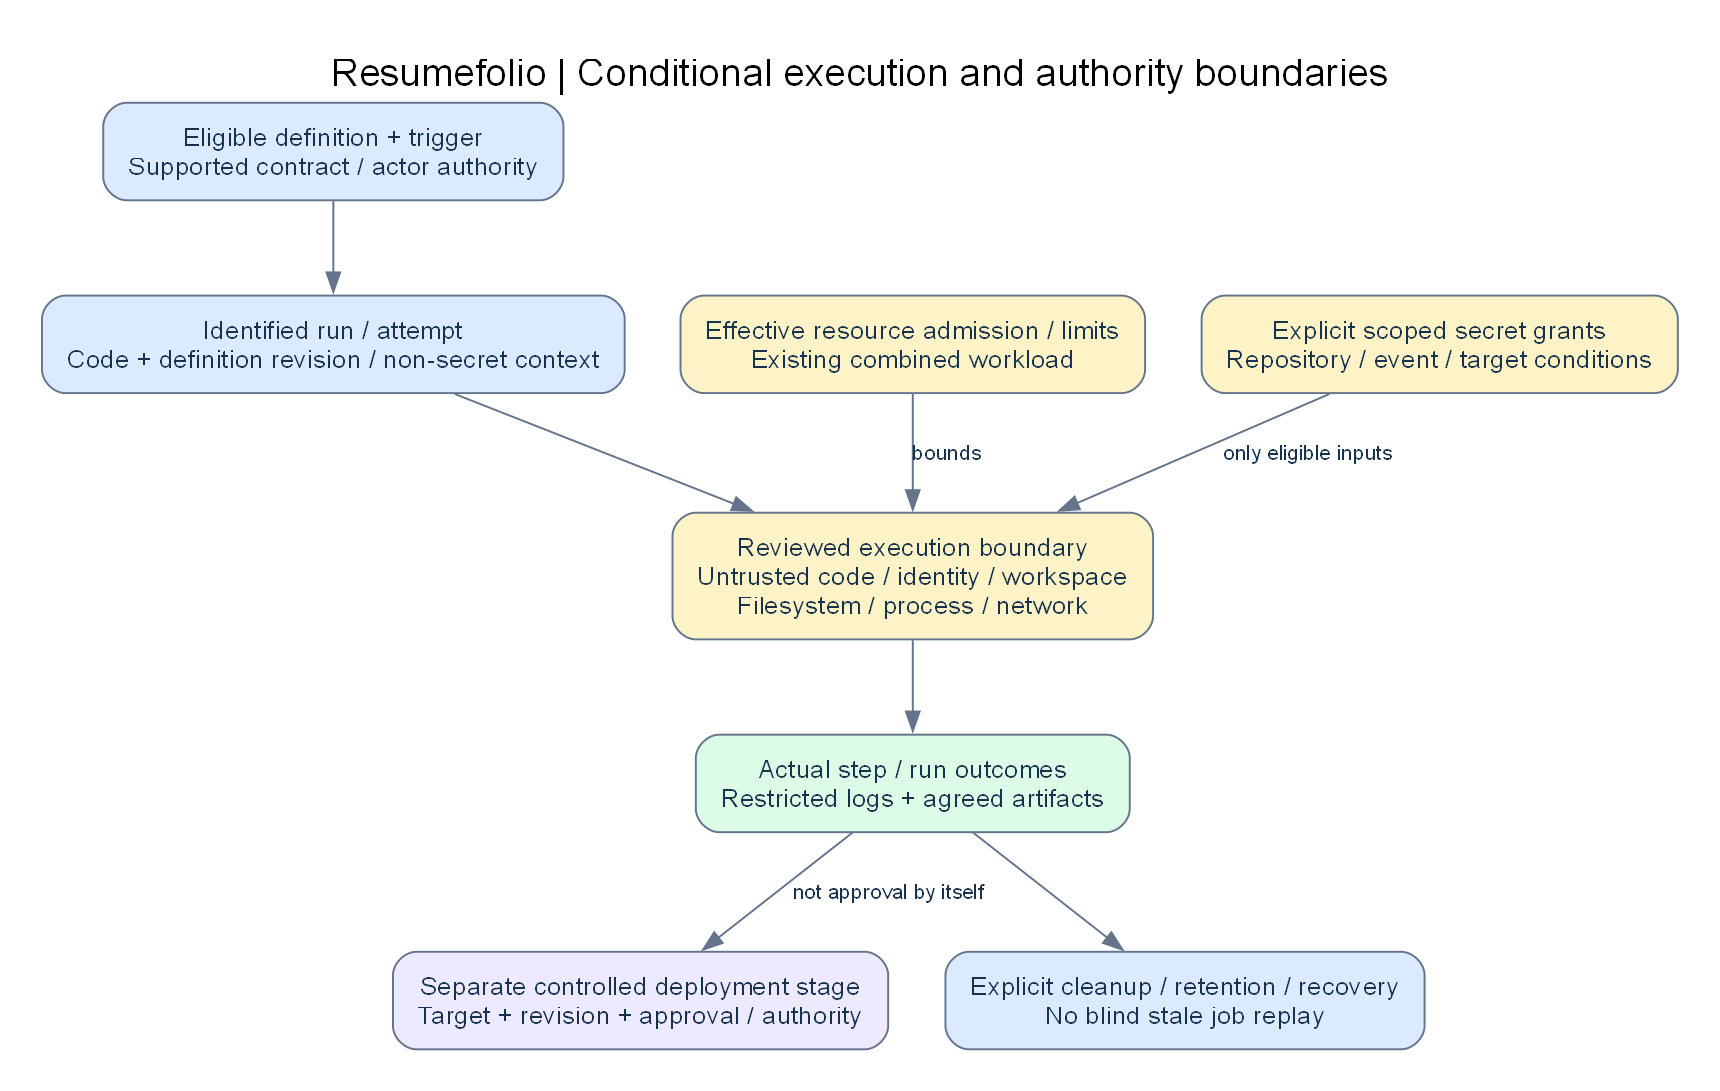 Resumefolio | Conditional execution and authority boundaries
Eligible definition + trigger
Supported contract / actor authority
Identified run / attempt
Code + definition revision / non-secret context
Effective resource admission / limits
Existing combined workload
Explicit scoped secret grants
Repository / event / target conditions
bounds
only eligible inputs
Reviewed execution boundary
Untrusted code / identity / workspace
Filesystem / process / network
Actual step / run outcomes
Restricted logs + agreed artifacts
not approval by itself
Separate controlled deployment stage
Target + revision + approval / authority
Explicit cleanup / retention / recovery
No blind stale job replay